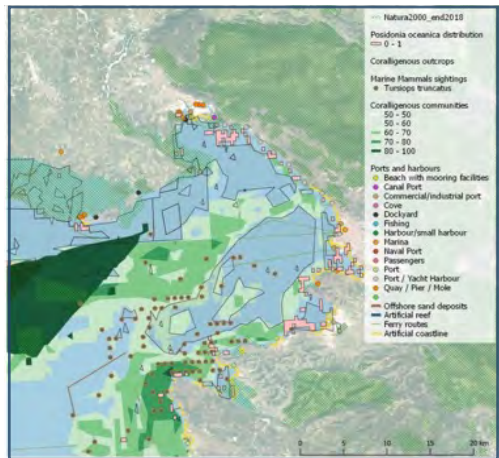 Natura2000_end2018
Posidonia oceanica distribution
0 - 1
Coralligenous outcrops
Marine Mammals sightings
Tursiops truncatus
Coralligenous communities
50 - 50
50 - 60
60 - 70
70 - 80
80 - 100
Ports and harbours
Beach with mooring facilities
Canal Port
Commercial/industrial port
Cove
Dockyard
Fishing
Harbour/small harbour
Marina
Naval Port
Passengers
Port
Port / Yacht Harbour
Quay / Pier / Mole
Offshore sand deposits
Artificial reef
Ferry routes
Artificial coastline
0 5 10 15 20 km